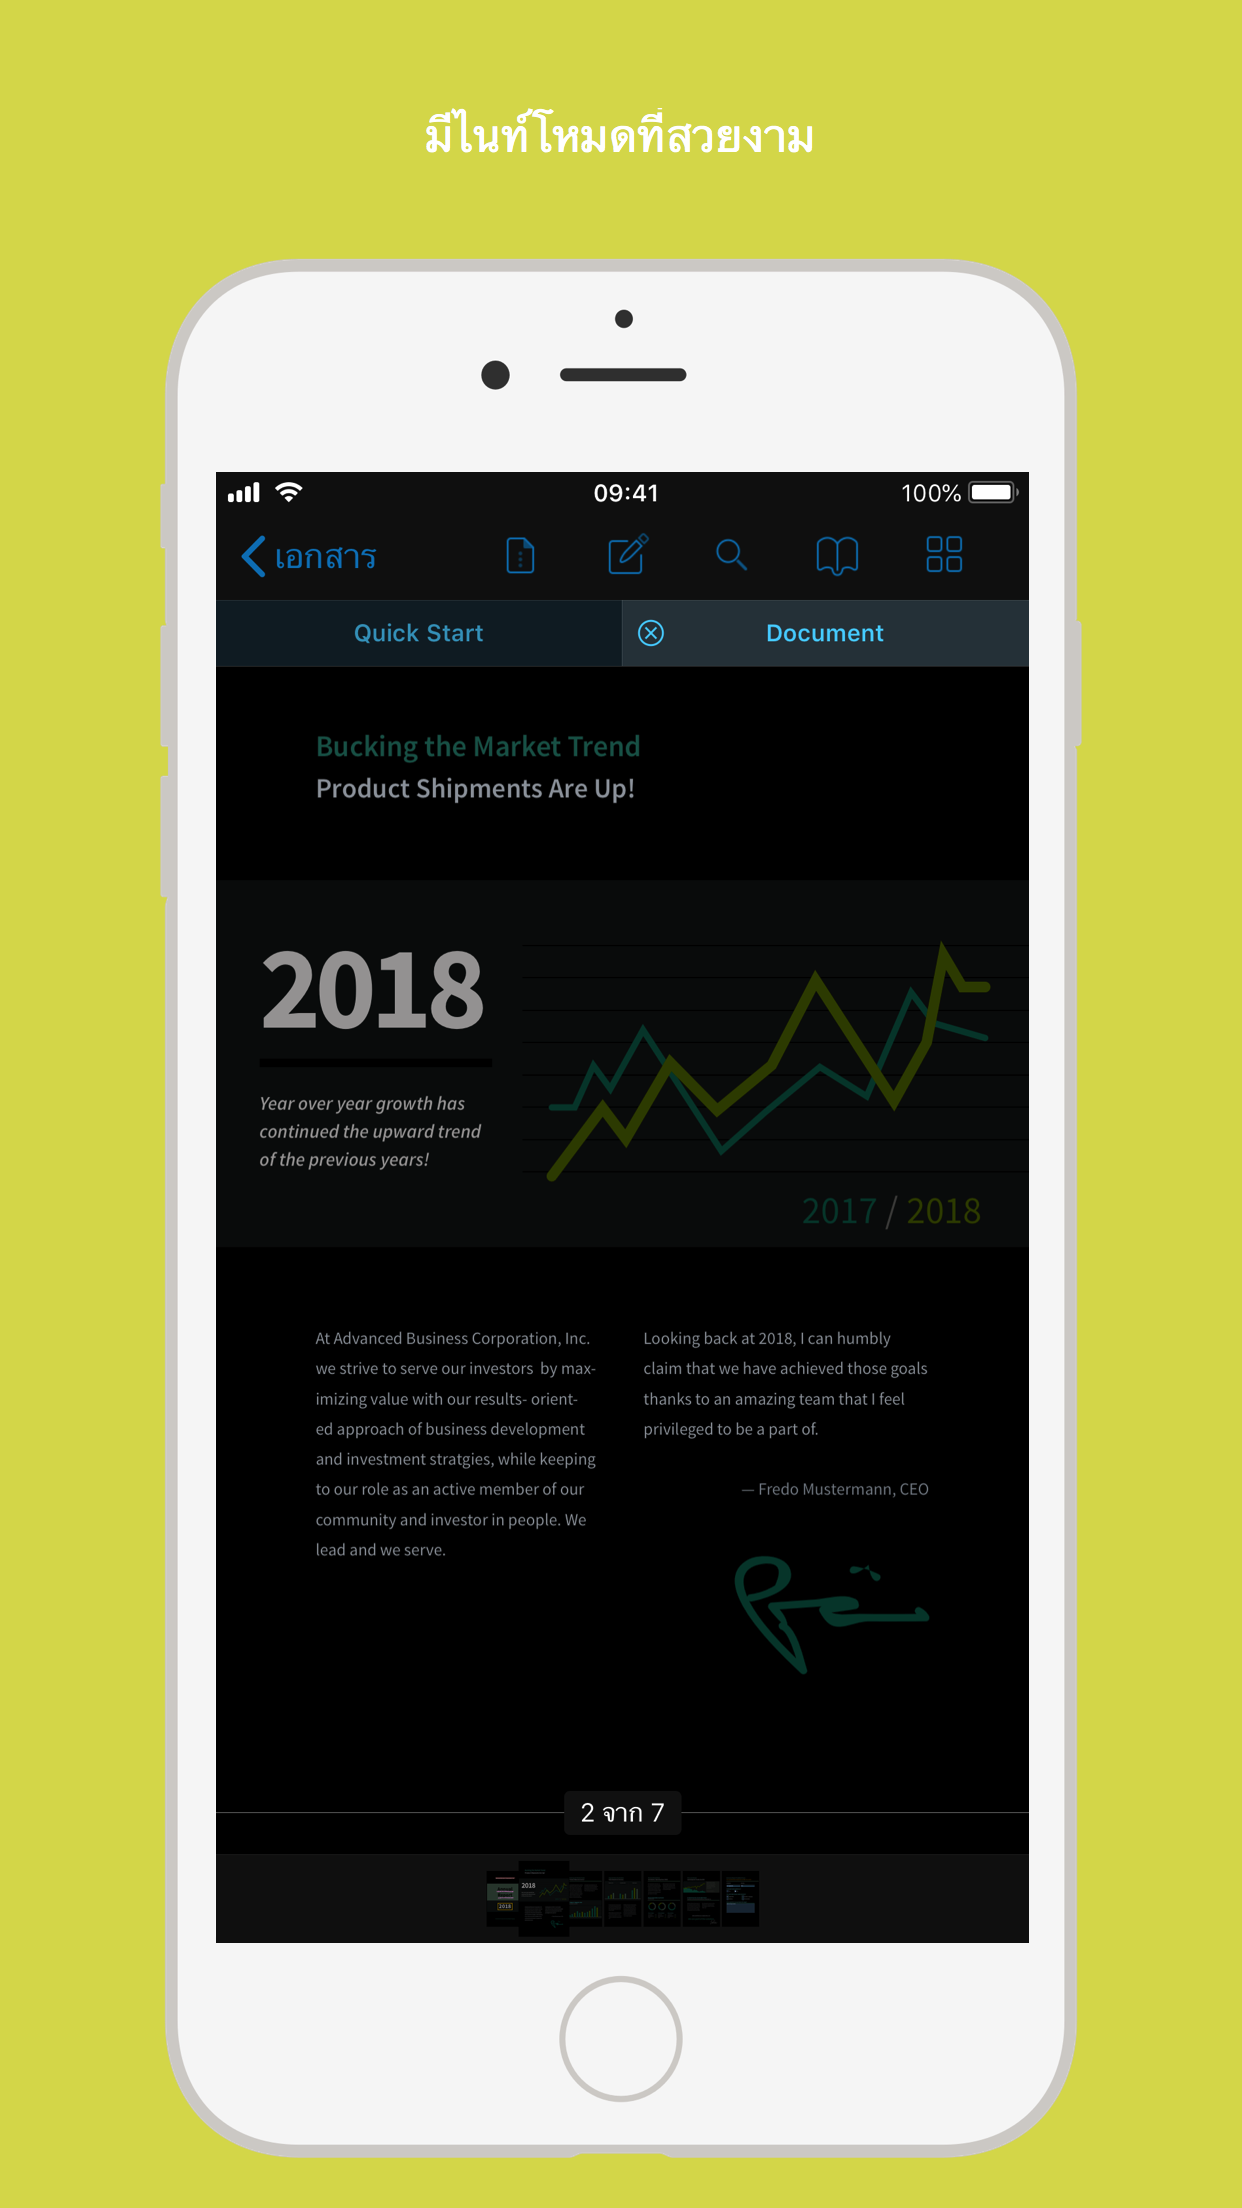 มีไนท์โหมดที่สวยงาม
09:41
100%
เอกสาร
Quick Start
Document
Bucking the Market Trend
Product Shipments Are Up!
2018
Year over year growth has
continued the upward trend
of the previous years!
2017 / 2018
At Advanced Business Corporation, Inc.
we strive to serve our investors by max-
imizing value with our results- orient-
ed approach of business development
and investment stratgies, while keeping
to our role as an active member of our
community and investor in people. We
lead and we serve.
Looking back at 2018, I can humbly
claim that we have achieved those goals
thanks to an amazing team that I feel
privileged to be a part of.
— Fredo Mustermann, CEO
2 จาก 7
2018
2018